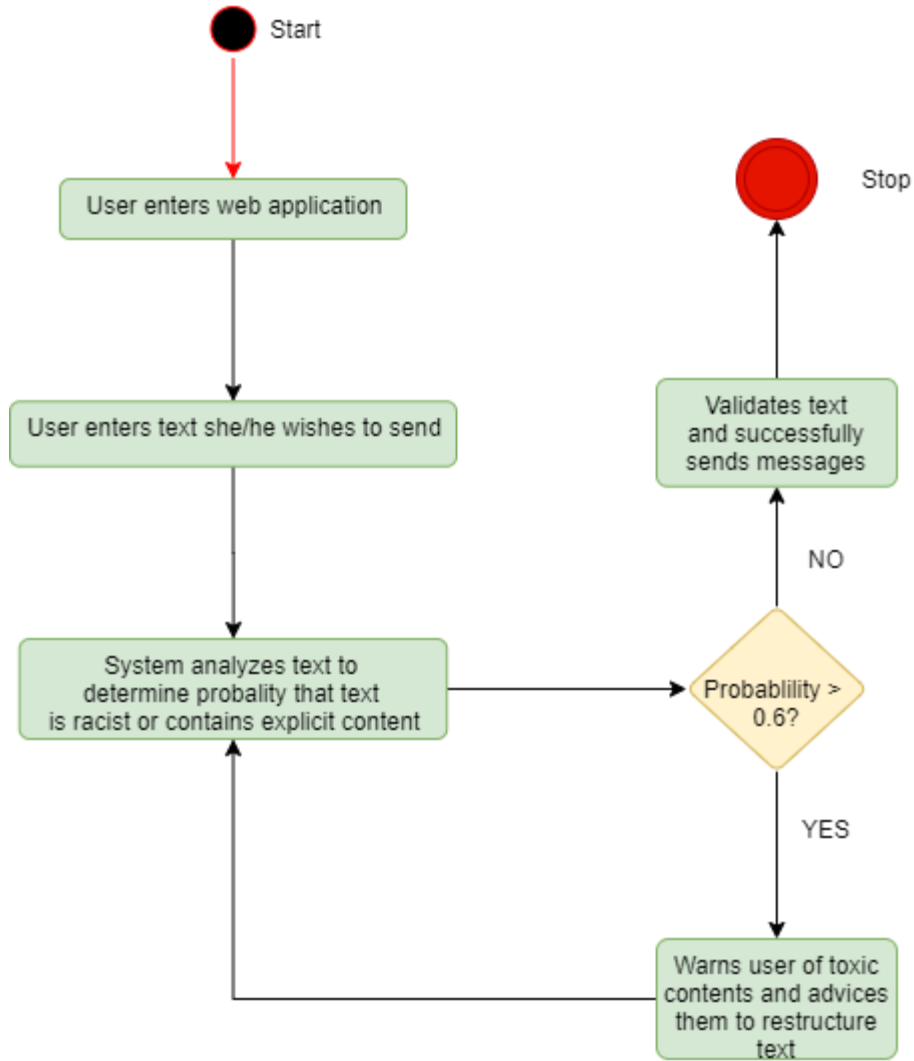 Start
User enters web application
User enters text she/he wishes to send
System analyzes text to
determine probality that text
is racist or contains explicit content
Probablility >
0.6?
NO
Validates text
and successfully
sends messages
Stop
YES
Warns user of toxic
contents and advices
them to restructure
text